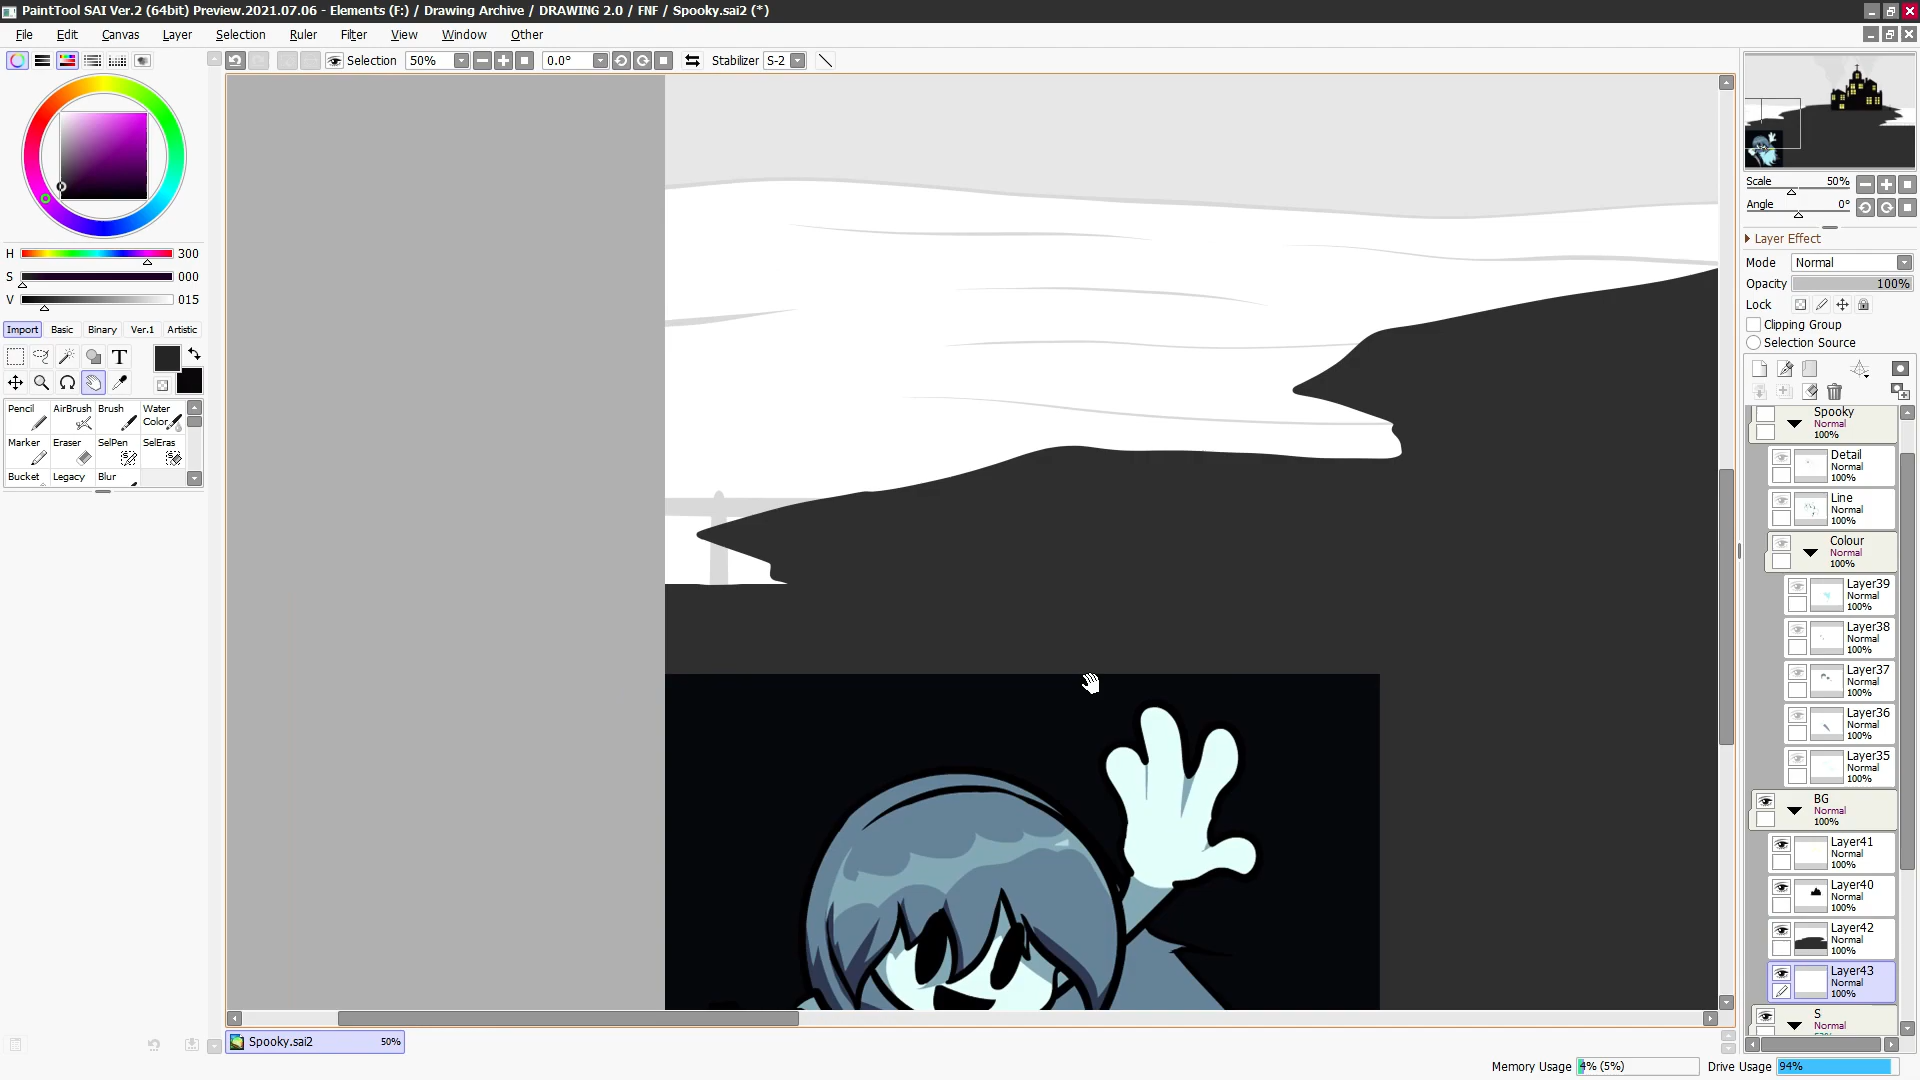 PaintTool SAI Ver.2 (64bit) Preview.2021.07.06 - Elements (F:) / Drawing Archive / DRAWING 2.0 / FNF / Spooky.sai2 (*)
File Edit Canvas Layer Selection Ruler Filter View Window Other
Selection 50% 0.0° Stabilizer S-2
Scale 50%
Angle 0°
Layer Effect
Mode Normal
Opacity 100%
Lock
Clipping Group
Selection Source
H 300
S 000
V 015
Import Basic Binary Ver.1 Artistic
T
Pencil AirBrush Brush Water Color
Marker Eraser SelPen SelEras
Bucket Legacy Blur
Spooky
Normal
100%
Detail
Normal
100%
Line
Normal
100%
Colour
Normal
100%
Layer39
Normal
100%
Layer38
Normal
100%
Layer37
Normal
100%
Layer36
Normal
100%
Layer35
Normal
100%
BG
Normal
100%
Layer41
Normal
100%
Layer40
Normal
100%
Layer42
Normal
100%
Layer43
Normal
100%
S
Normal
Spooky.sai2 50%
Memory Usage 4% (5%) Drive Usage 94%